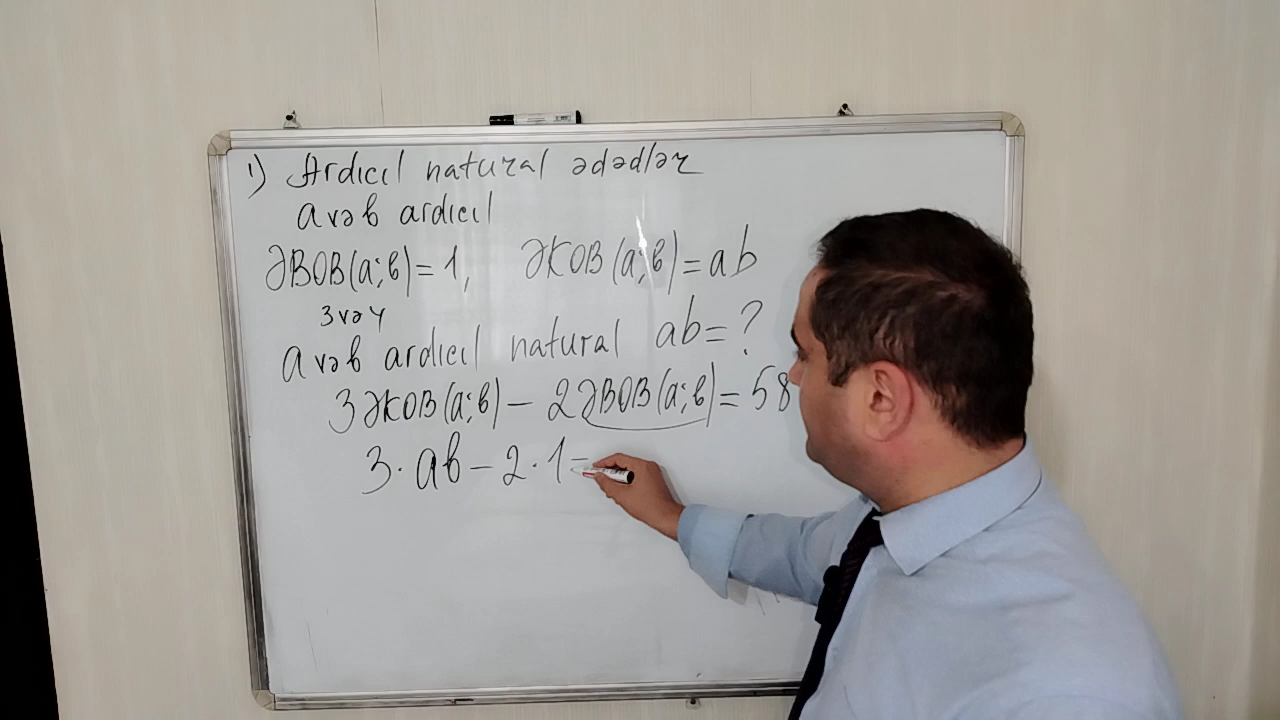 1) Ardıcıl natural ədədlər
a və b ardıcıl
ƏBOB(a;b)=1, ƏKOB(a;b)=ab
3 və 4
a və b ardıcıl natural ab=?
3ƏKOB(a;b) - 2ƏBOB(a;b)=58
3·ab - 2·1=